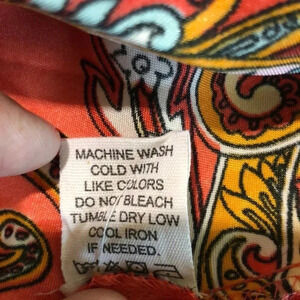 MACHINE WASH
COLD WITH
LIKE COLORS
DO NOT BLEACH
TUMBLE DRY LOW
COOL IRON
IF NEEDED.